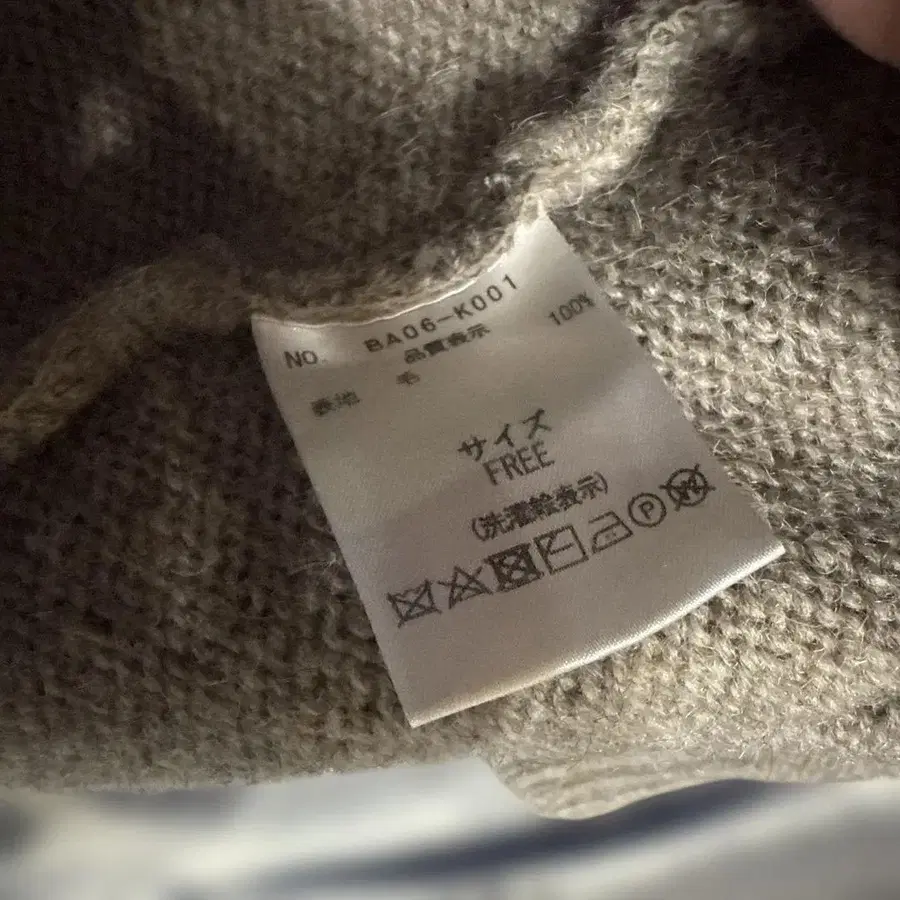 NO. BA06-K001
品質表示
表地 毛 100%
サイズ
FREE
(洗濯絵表示)
P